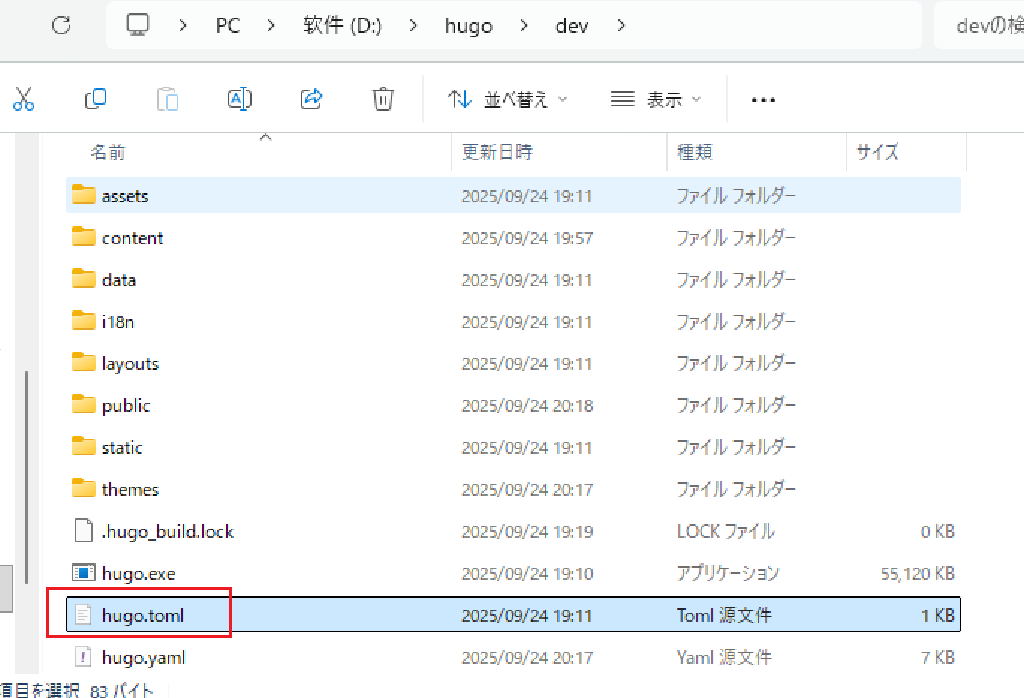 PC > 软件 (D:) > hugo > dev > devの検
並べ替え 表示 •••
名前 更新日時 種類 サイズ
assets 2025/09/24 19:11 ファイル フォルダー
content 2025/09/24 19:57 ファイル フォルダー
data 2025/09/24 19:11 ファイル フォルダー
i18n 2025/09/24 19:11 ファイル フォルダー
layouts 2025/09/24 19:11 ファイル フォルダー
public 2025/09/24 20:18 ファイル フォルダー
static 2025/09/24 19:11 ファイル フォルダー
themes 2025/09/24 20:17 ファイル フォルダー
.hugo_build.lock 2025/09/24 19:19 LOCK ファイル 0 KB
hugo.exe 2025/09/24 19:10 アプリケーション 55,120 KB
hugo.toml 2025/09/24 19:11 Toml 源文件 1 KB
hugo.yaml 2025/09/24 20:17 Yaml 源文件 7 KB
項目を選択 83 バイト